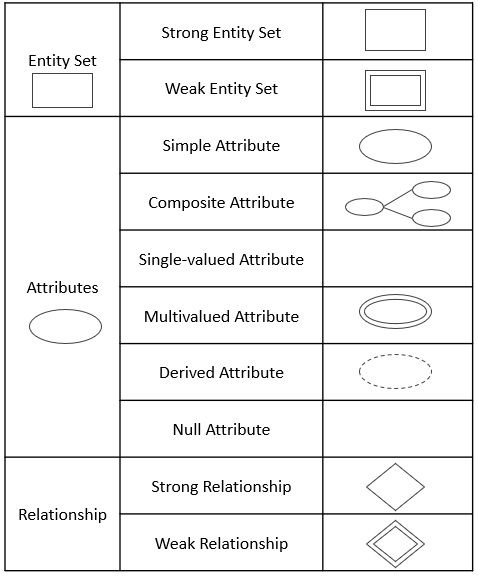 Entity Set
Strong Entity Set
Weak Entity Set
Attributes
Simple Attribute
Composite Attribute
Single-valued Attribute
Multivalued Attribute
Derived Attribute
Null Attribute
Relationship
Strong Relationship
Weak Relationship